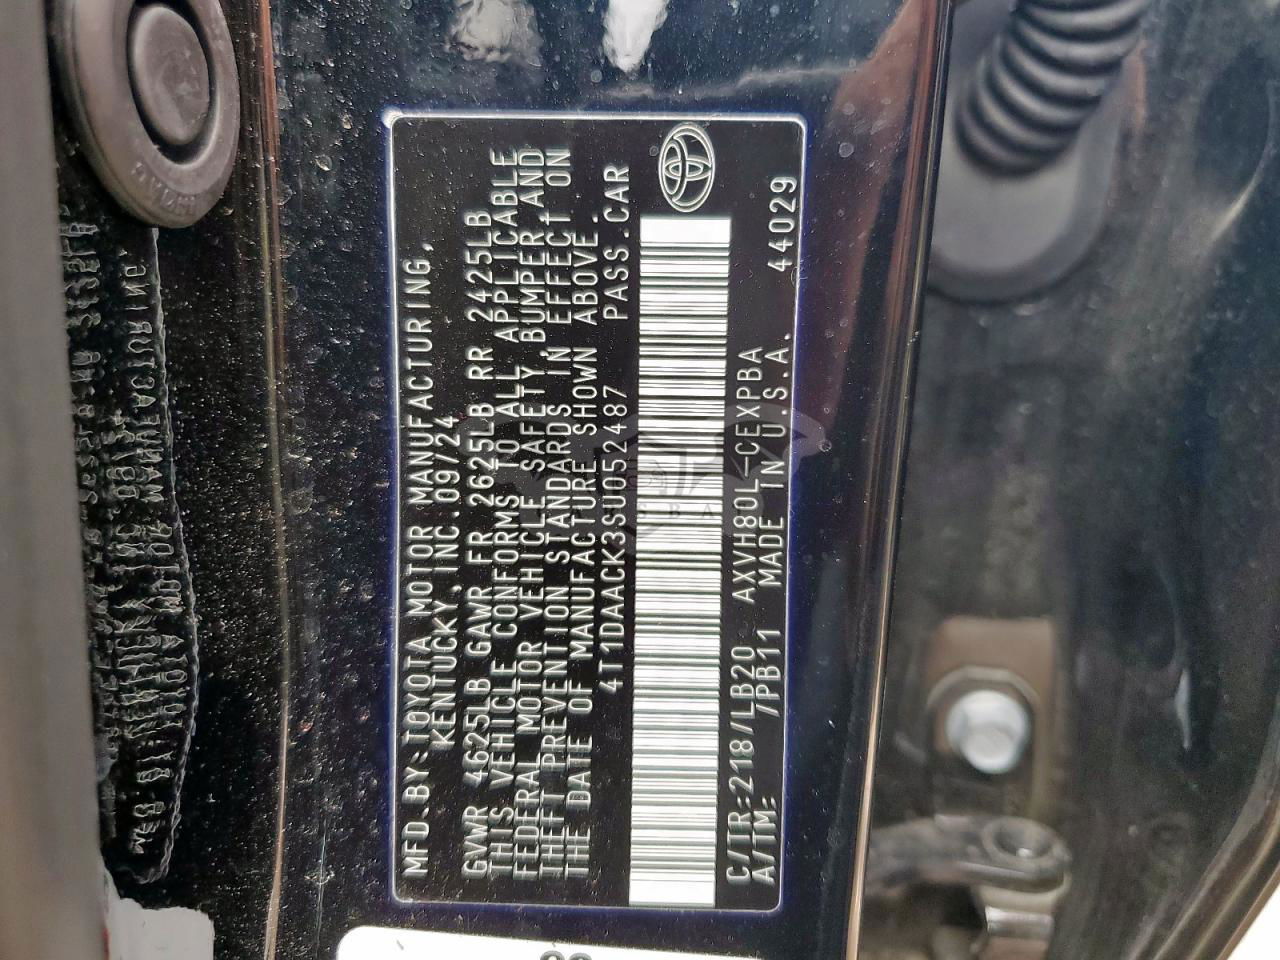 MFD.BY:TOYOTA MOTOR MANUFACTURING,
KENTUCKY, INC. 09/24
GVWR 4625LB GAWR FR 2625LB RR 2425LB
THIS VEHICLE CONFORMS TO ALL APPLICABLE
FEDERAL MOTOR VEHICLE SAFETY, BUMPER, AND
THEFT PREVENTION STANDARDS IN EFFECT ON
THE DATE OF MANUFACTURE SHOWN ABOVE.
4T1DAACK3SU052487 PASS.CAR
C/TR:218/LB20 AXVH80L-CEXPBA 44029
A/TM: /PB11 MADE IN U.S.A.